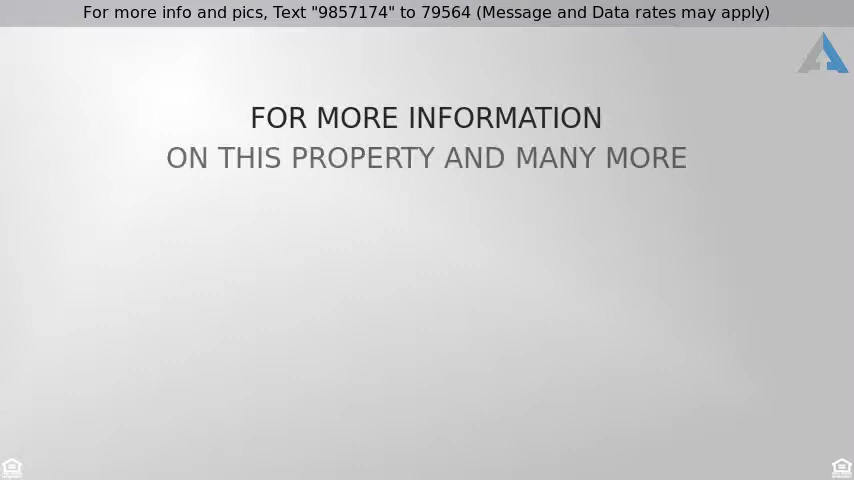 For more info and pics, Text "9857174" to 79564 (Message and Data rates may apply)
FOR MORE INFORMATION
ON THIS PROPERTY AND MANY MORE